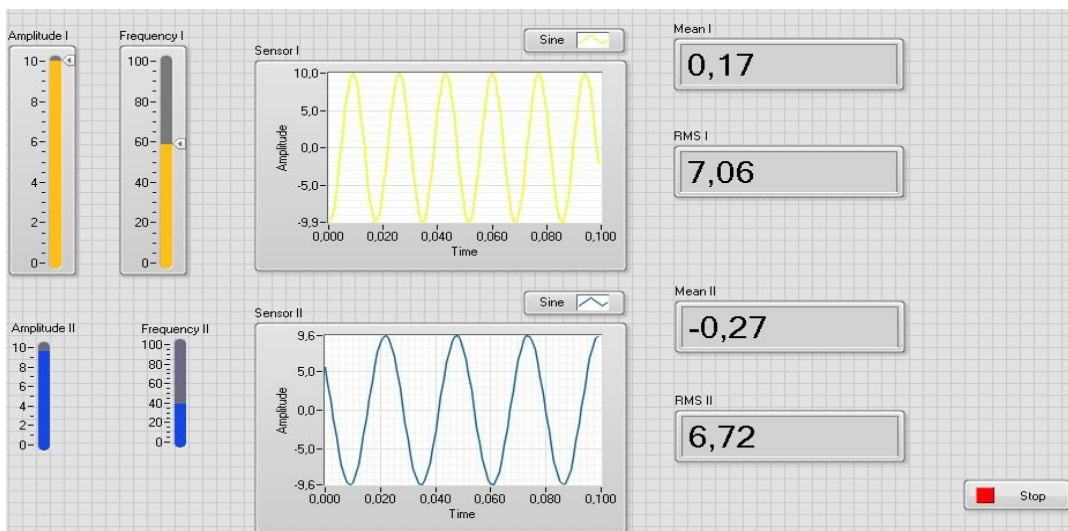 Amplitude I
10
8
6
4
2
0
Frequency I
100
80
60
40
20
0
Sensor I
Sine
10,0
5,0
0,0
-5,0
-9,9
Amplitude
0,000 0,020 0,040 0,060 0,080 0,100
Time
Mean I
0,17
RMS I
7,06
Amplitude II
10
8
6
4
2
0
Frequency II
100
80
60
40
20
0
Sensor II
Sine
9,6
5,0
0,0
-5,0
-9,6
Amplitude
0,000 0,020 0,040 0,060 0,080 0,100
Time
Mean II
-0,27
RMS II
6,72
Stop